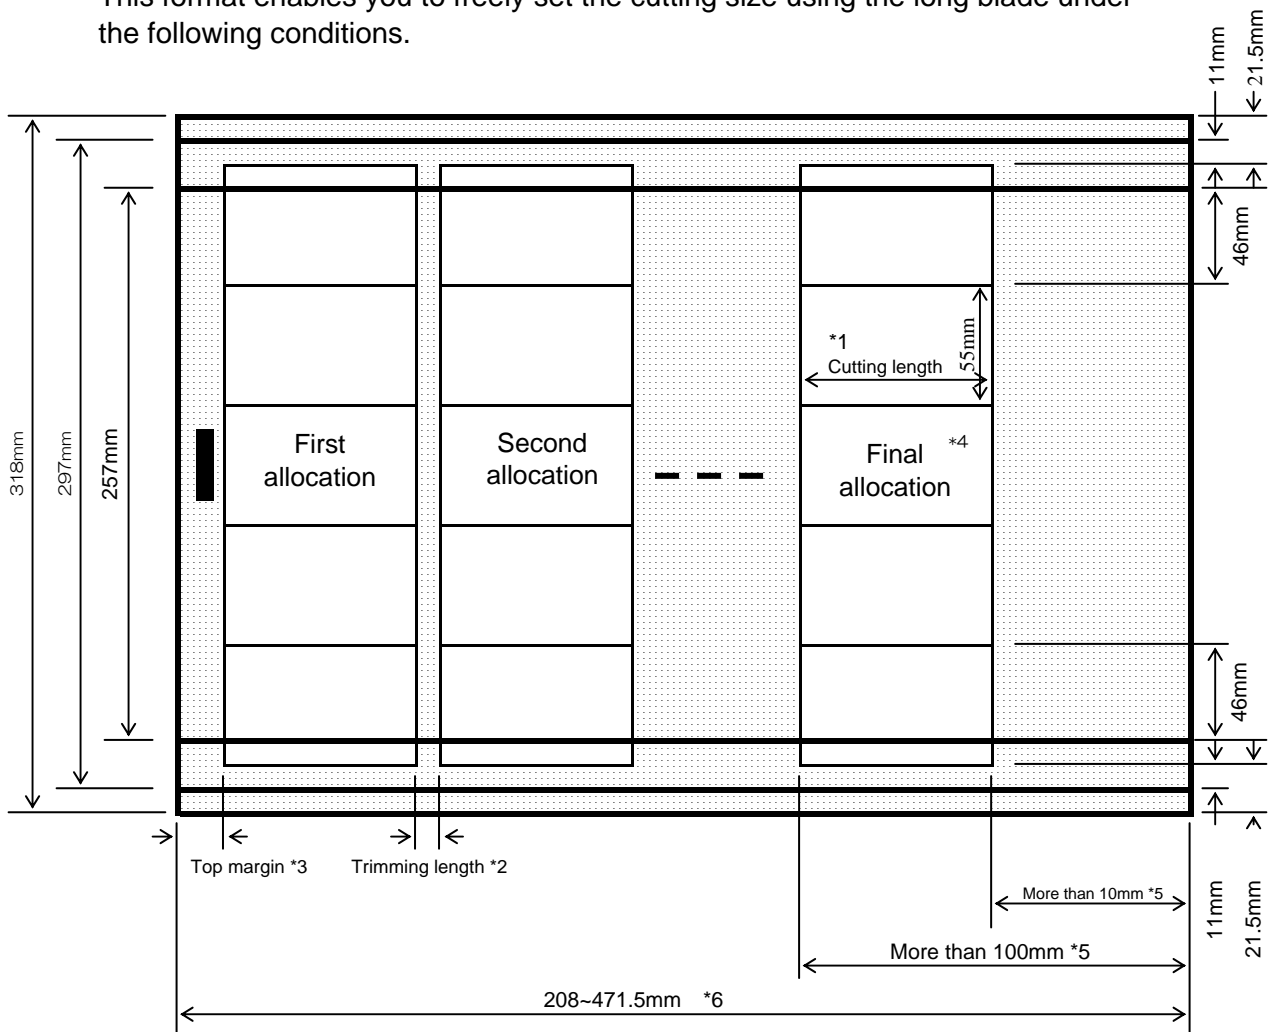 This format enables you to freely set the cutting size using the long blade under
the following conditions.
11mm
21.5mm
46mm
318mm
297mm
257mm
*1
Cutting length
55mm
First
allocation
Second
allocation
Final *4
allocation
46mm
Top margin *3
Trimming length *2
More than 10mm *5
11mm
21.5mm
More than 100mm *5
208~471.5mm *6